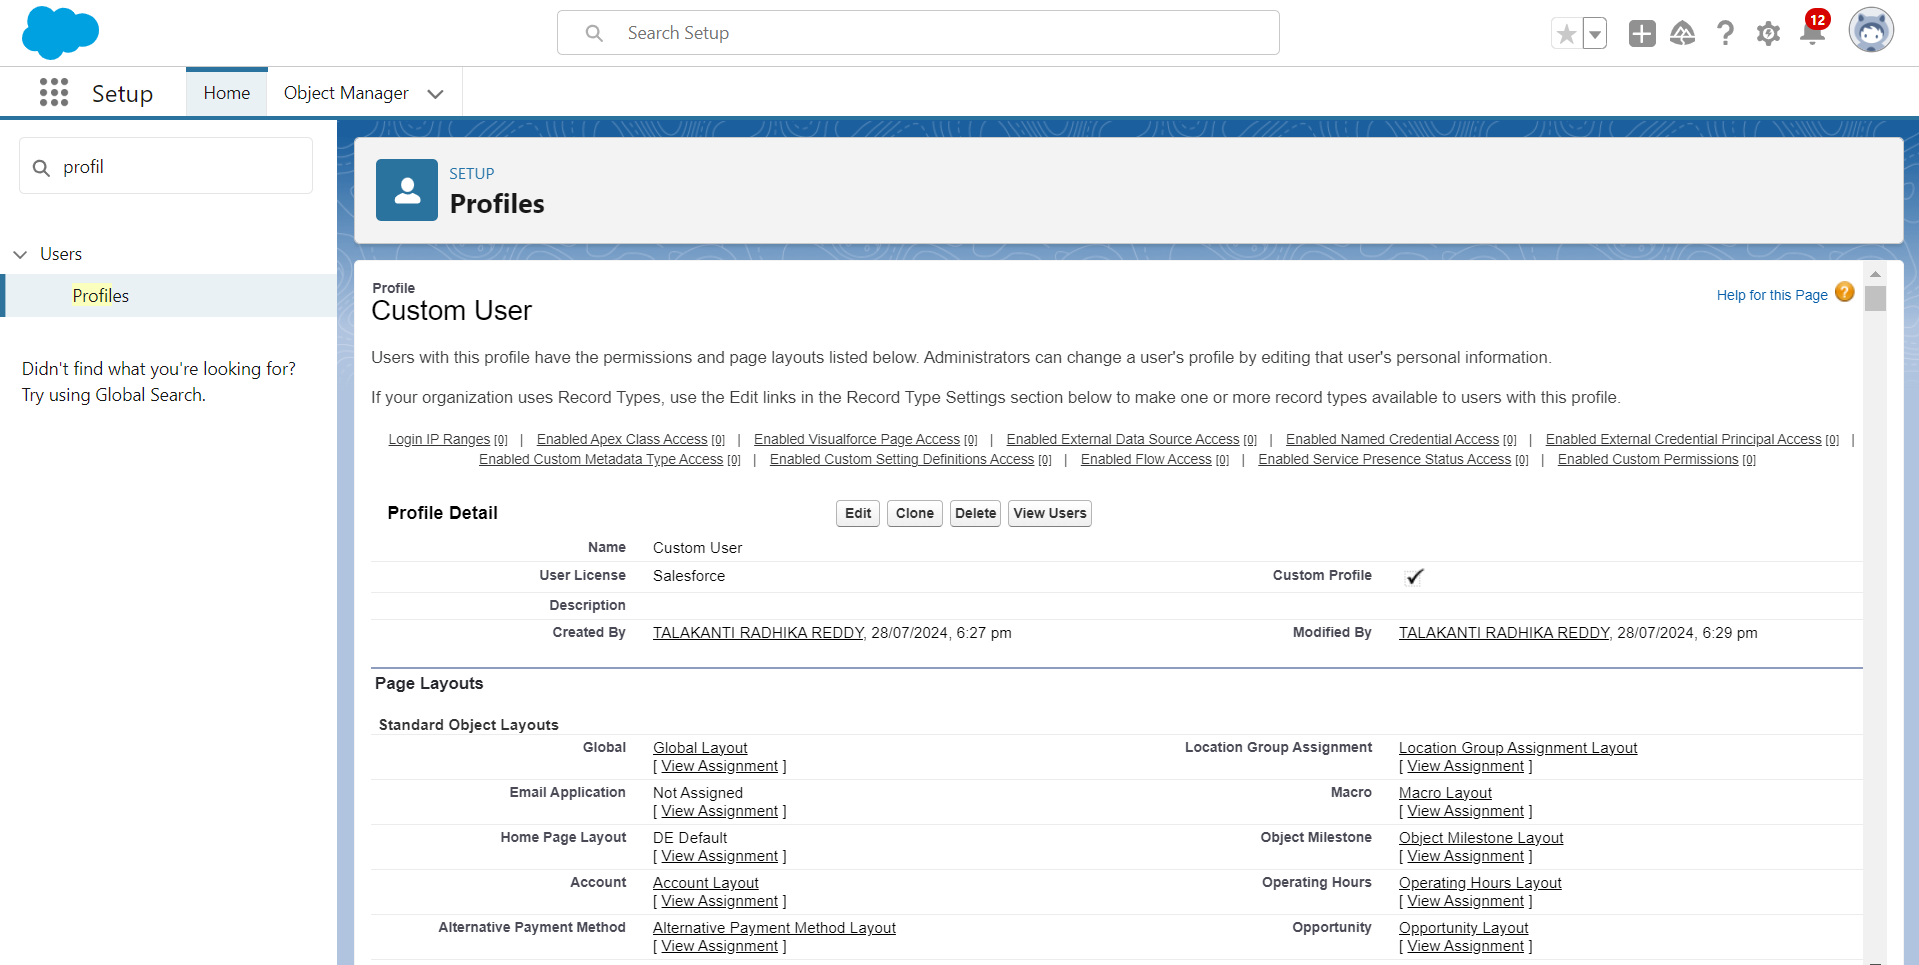 Search Setup
12
Setup
Home
Object Manager
profil
Users
Profiles
Didn't find what you're looking for?
Try using Global Search.
SETUP
Profiles
Profile
Custom User
Help for this Page ?
Users with this profile have the permissions and page layouts listed below. Administrators can change a user's profile by editing that user's personal information.
If your organization uses Record Types, use the Edit links in the Record Type Settings section below to make one or more record types available to users with this profile.
Login IP Ranges [0] | Enabled Apex Class Access [0] | Enabled Visualforce Page Access [0] | Enabled External Data Source Access [0] | Enabled Named Credential Access [0] | Enabled External Credential Principal Access [0] |
Enabled Custom Metadata Type Access [0] | Enabled Custom Setting Definitions Access [0] | Enabled Flow Access [0] | Enabled Service Presence Status Access [0] | Enabled Custom Permissions [0]
Profile Detail Edit Clone Delete View Users
Name Custom User
User License Salesforce Custom Profile ✓
Description
Created By TALAKANTI RADHIKA REDDY, 28/07/2024, 6:27 pm Modified By TALAKANTI RADHIKA REDDY, 28/07/2024, 6:29 pm
Page Layouts
Standard Object Layouts
Global Global Layout Location Group Assignment Location Group Assignment Layout
[ View Assignment ] [ View Assignment ]
Email Application Not Assigned Macro Macro Layout
[ View Assignment ] [ View Assignment ]
Home Page Layout DE Default Object Milestone Object Milestone Layout
[ View Assignment ] [ View Assignment ]
Account Account Layout Operating Hours Operating Hours Layout
[ View Assignment ] [ View Assignment ]
Alternative Payment Method Alternative Payment Method Layout Opportunity Opportunity Layout
[ View Assignment ] [ View Assignment ]